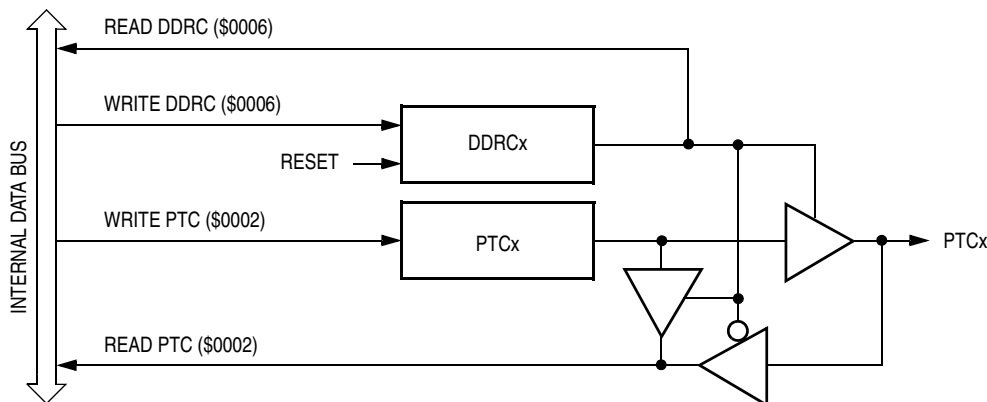 READ DDRC ($0006)
WRITE DDRC ($0006)
DDRCx
RESET
INTERNAL DATA BUS
WRITE PTC ($0002)
PTCx
PTCx
READ PTC ($0002)